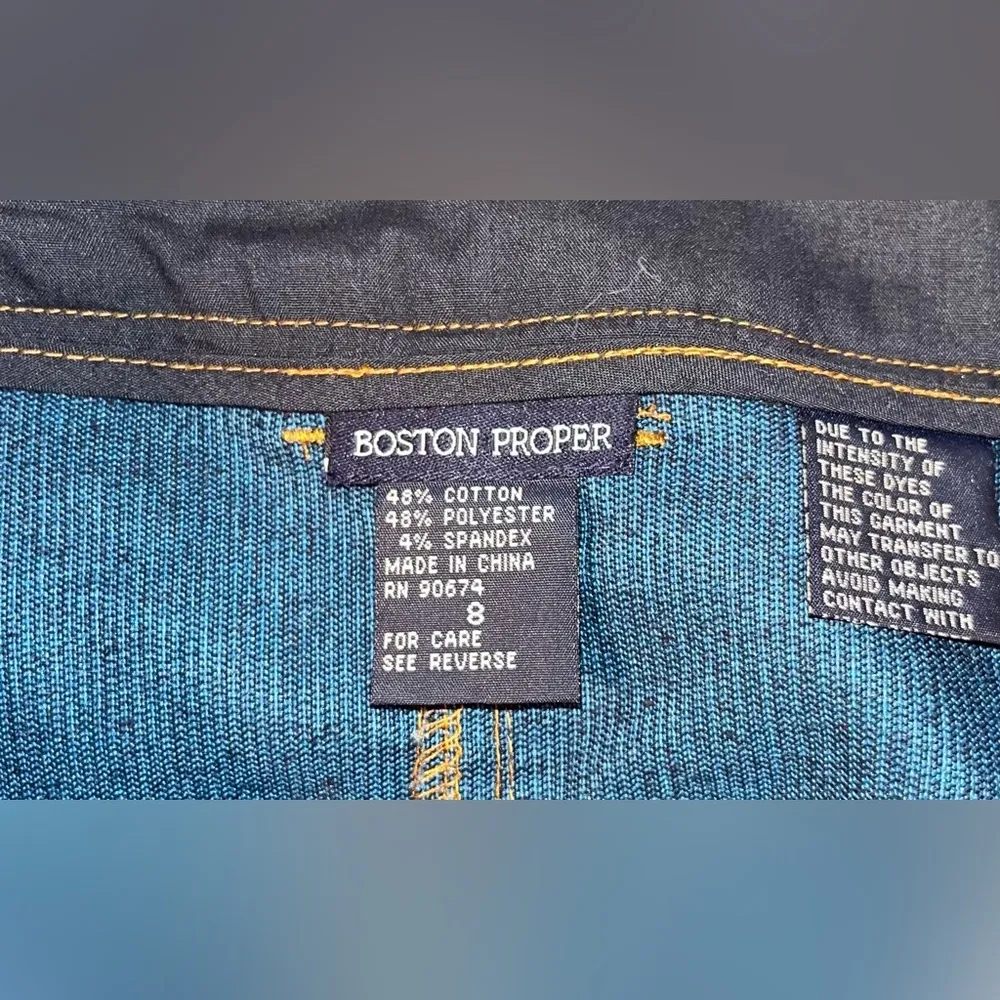 BOSTON PROPER
48% COTTON
48% POLYESTER
4% SPANDEX
MADE IN CHINA
RN 90674
8
FOR CARE
SEE REVERSE
DUE TO THE
INTENSITY OF
THESE DYES
THE COLOR OF
THIS GARMENT
MAY TRANSFER TO
OTHER OBJECTS
AVOID MAKING
CONTACT WITH